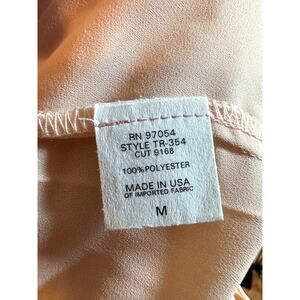 RN 97054
STYLE TR-354
CUT 9168
100% POLYESTER
MADE IN USA
OF IMPORTED FABRIC
M